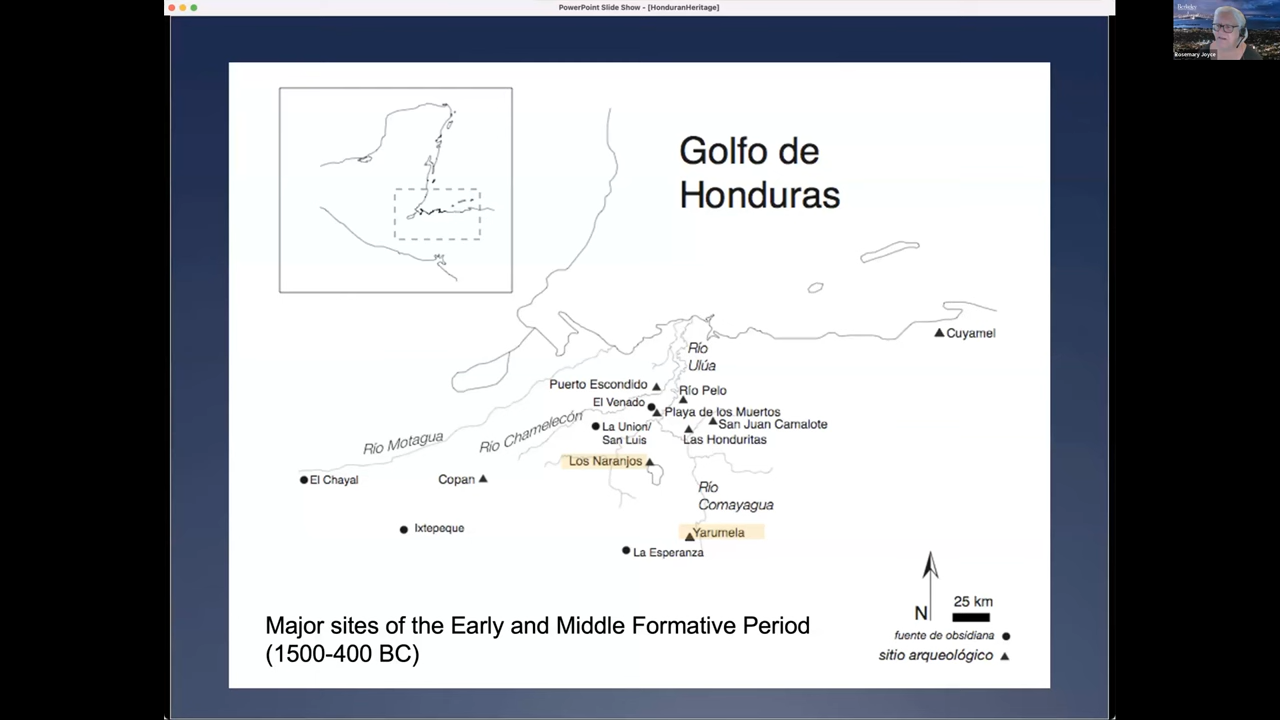 PowerPoint Slide Show - [HonduranHeritage]
Berkeley
Rosemary Joyce
Golfo de
Honduras
Cuyamel
Río
Ulúa
Puerto Escondido
Río Pelo
El Venado
Playa de los Muertos
Río Chamelecón
La Union/
San Luis
San Juan Camalote
Las Honduritas
Río Motagua
Los Naranjos
El Chayal
Copan
Río
Comayagua
Ixtepeque
Yarumela
La Esperanza
25 km
N
fuente de obsidiana
sitio arqueológico
Major sites of the Early and Middle Formative Period
(1500-400 BC)